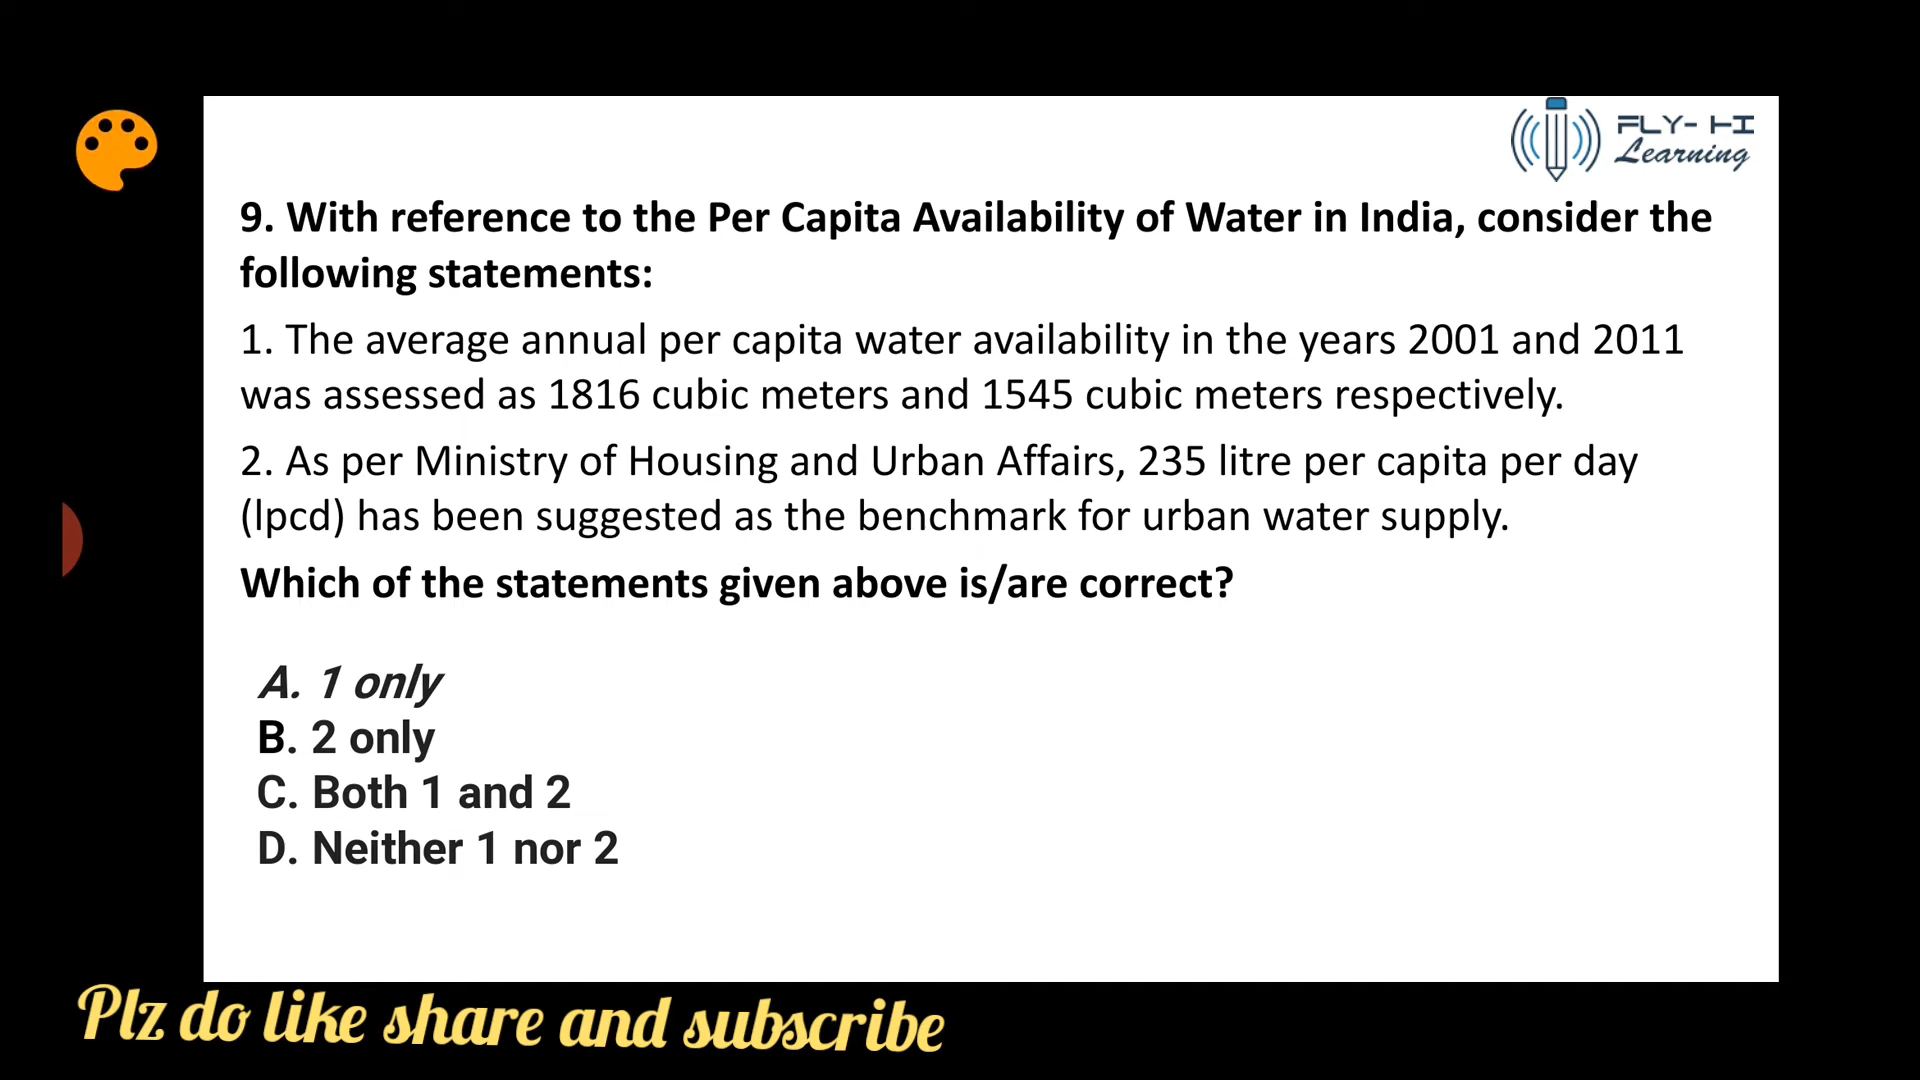 FLY-HI
Learning
9. With reference to the Per Capita Availability of Water in India, consider the
following statements:
1. The average annual per capita water availability in the years 2001 and 2011
was assessed as 1816 cubic meters and 1545 cubic meters respectively.
2. As per Ministry of Housing and Urban Affairs, 235 litre per capita per day
(lpcd) has been suggested as the benchmark for urban water supply.
Which of the statements given above is/are correct?
A. 1 only
B. 2 only
C. Both 1 and 2
D. Neither 1 nor 2
Plz do like share and subscribe